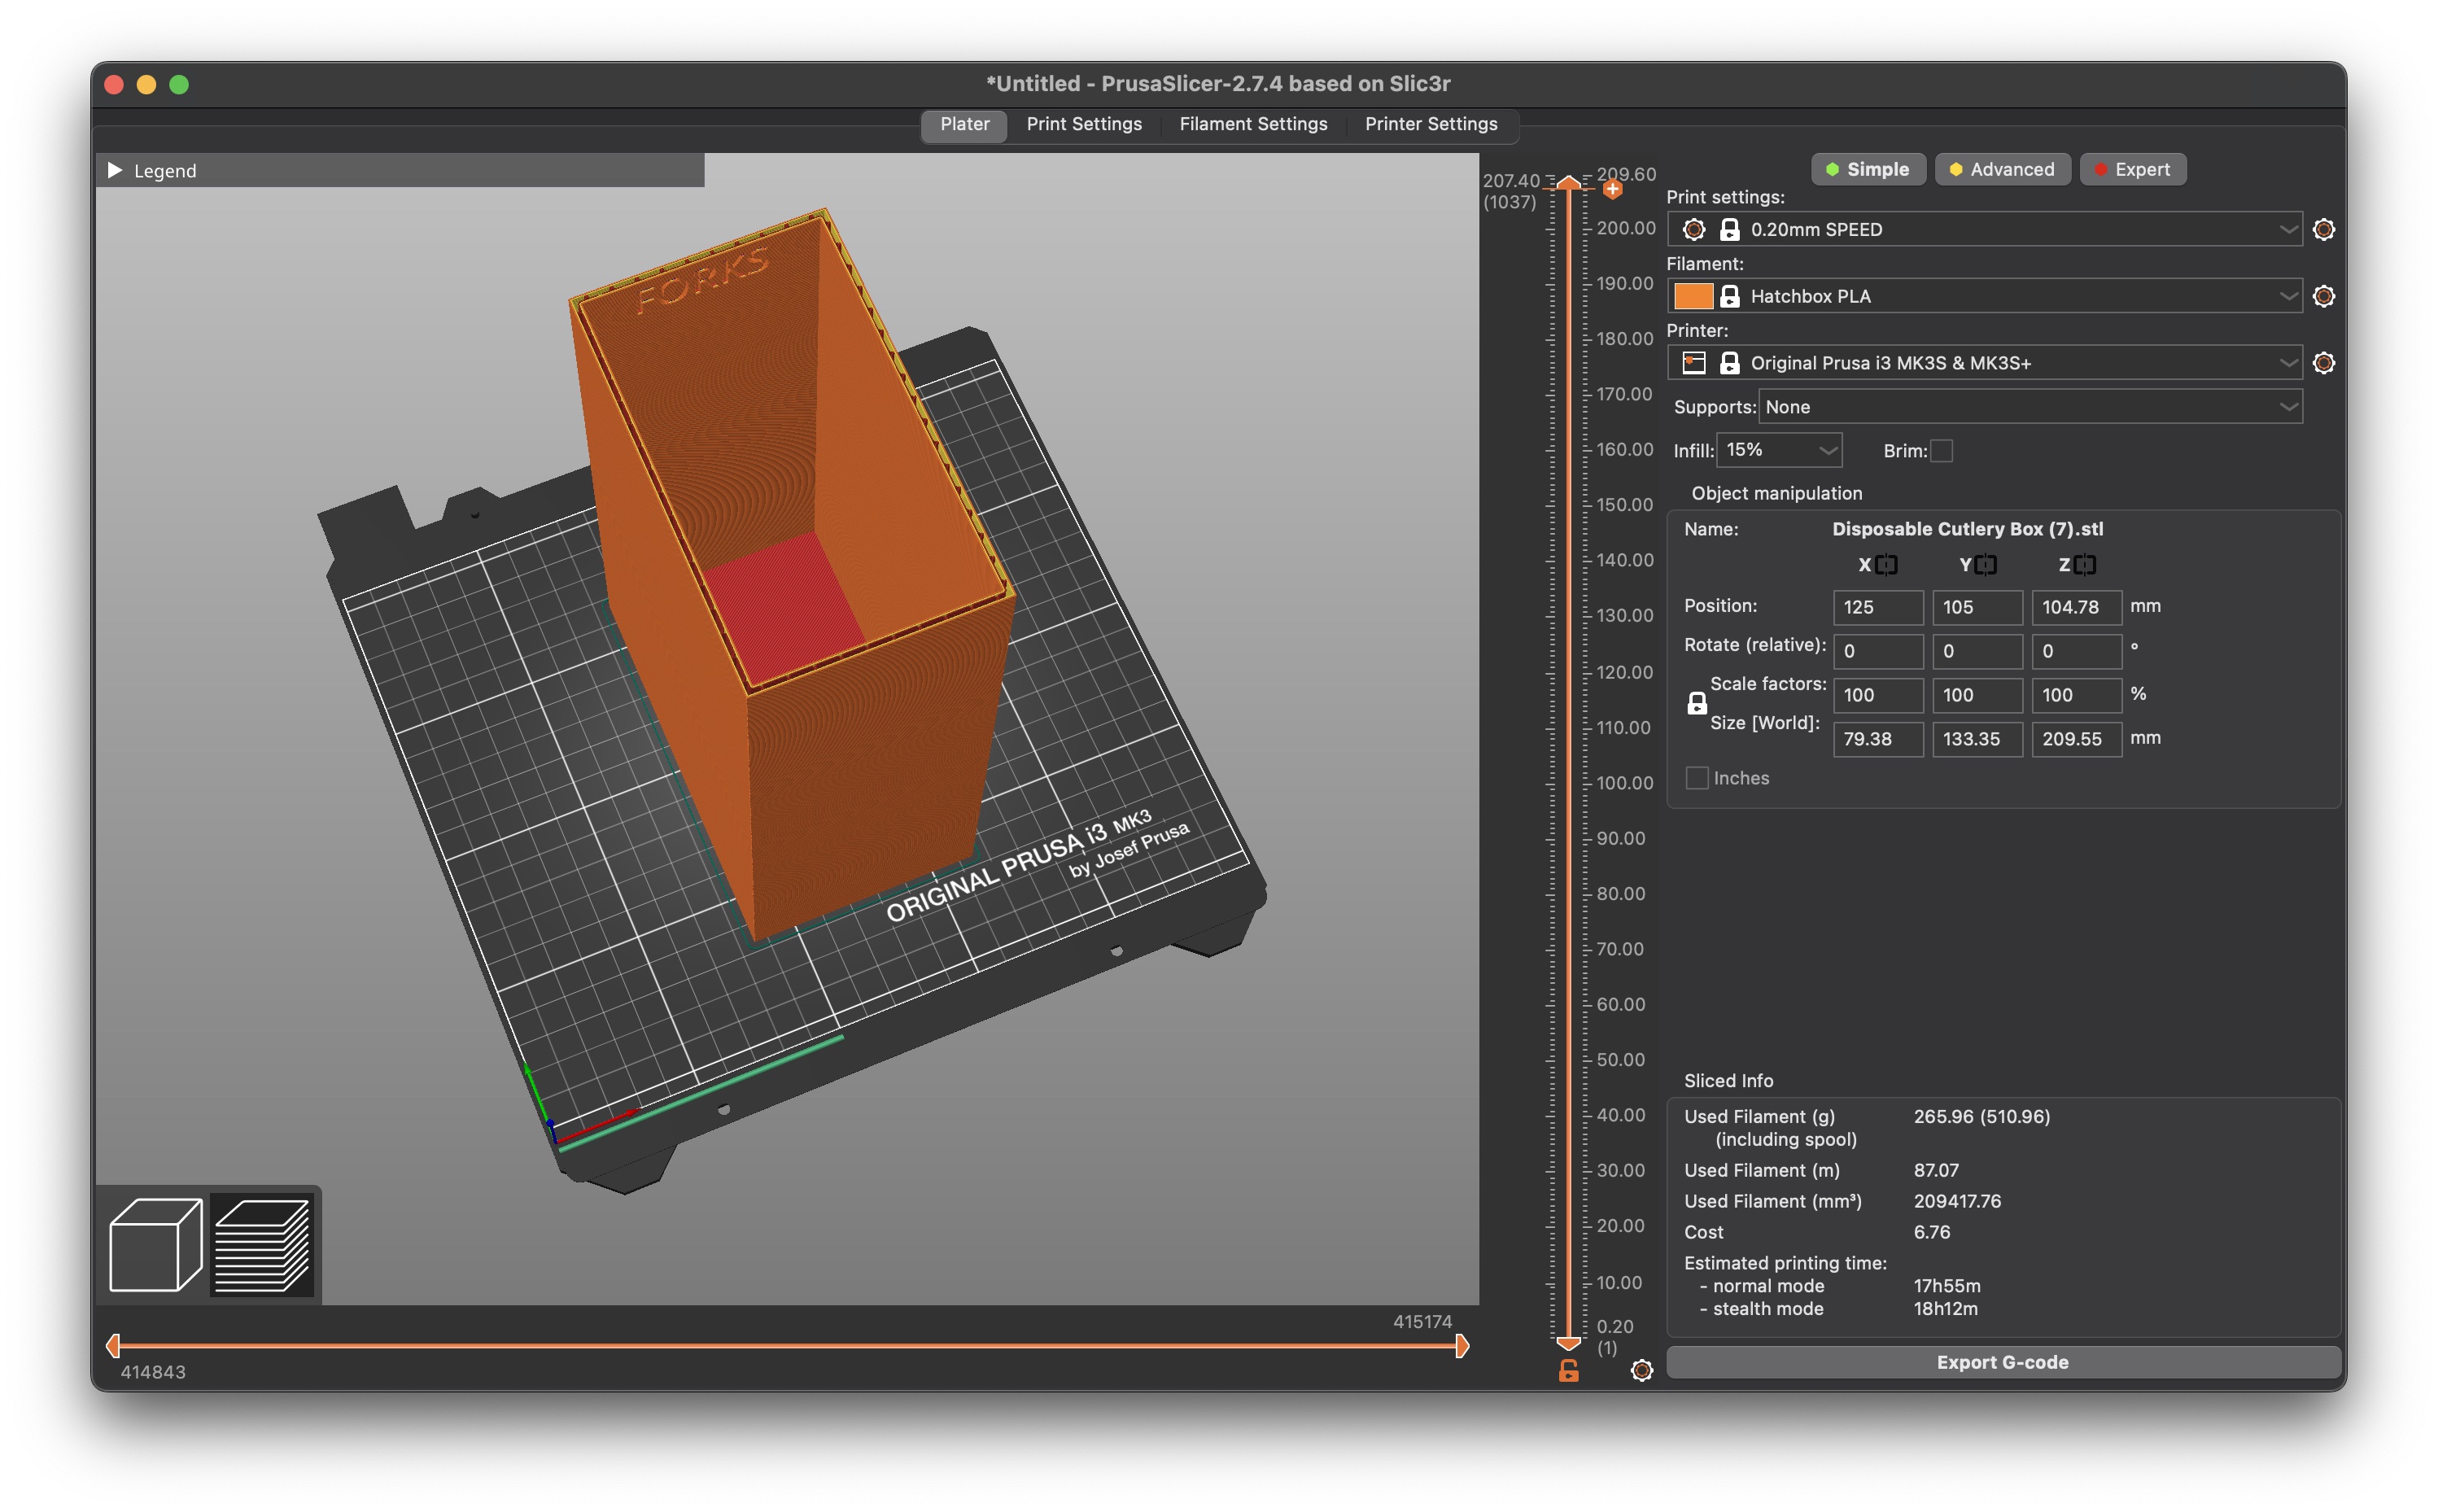 *Untitled - PrusaSlicer-2.7.4 based on Slic3r
Plater Print Settings Filament Settings Printer Settings
Legend
FORKS
ORIGINAL PRUSA i3 MK3
by Josef Prusa
414843
415174
207.40
(1037)
209.60
200.00
190.00
180.00
170.00
160.00
150.00
140.00
130.00
120.00
110.00
100.00
90.00
80.00
70.00
60.00
50.00
40.00
30.00
20.00
10.00
0.20
(1)
Simple Advanced Expert
Print settings:
0.20mm SPEED
Filament:
Hatchbox PLA
Printer:
Original Prusa i3 MK3S & MK3S+
Supports: None
Infill: 15% Brim:
Object manipulation
Name: Disposable Cutlery Box (7).stl
X Y Z
Position: 125 105 104.78 mm
Rotate (relative): 0 0 0 °
Scale factors: 100 100 100 %
Size [World]: 79.38 133.35 209.55 mm
Inches
Sliced Info
Used Filament (g) 265.96 (510.96)
(including spool)
Used Filament (m) 87.07
Used Filament (mm³) 209417.76
Cost 6.76
Estimated printing time:
- normal mode 17h55m
- stealth mode 18h12m
Export G-code